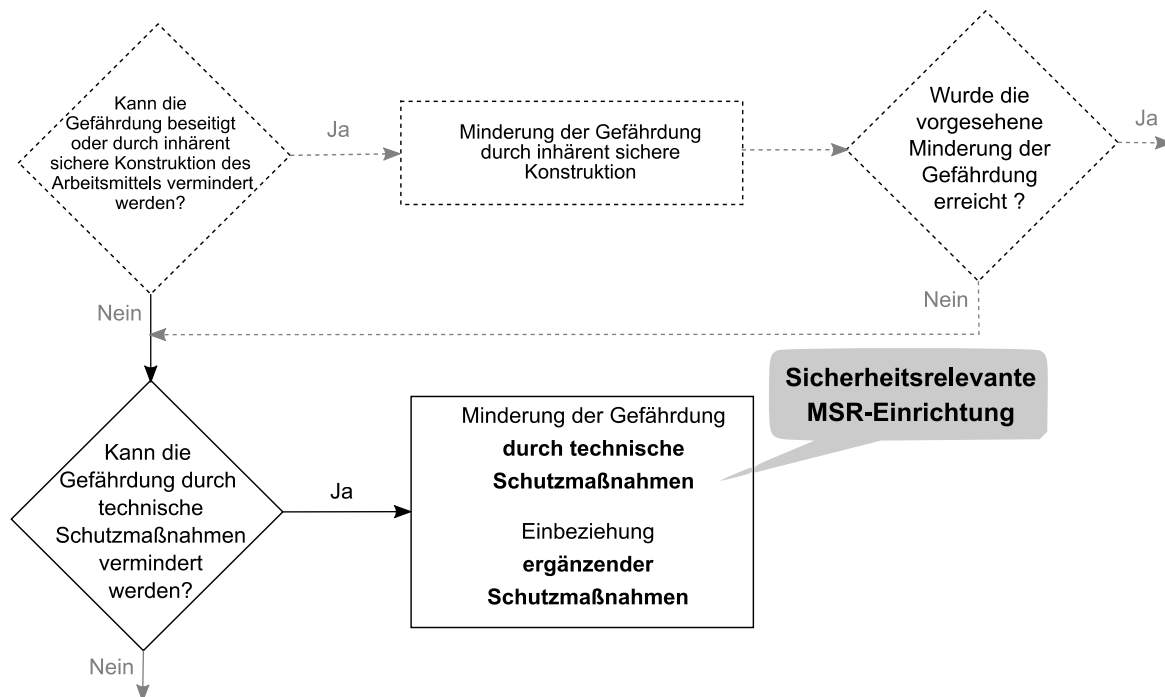 Kann die
Gefährdung beseitigt
oder durch inhärent
sichere Konstruktion des
Arbeitsmittels vermindert
werden?
Ja
Minderung der Gefährdung
durch inhärent sichere
Konstruktion
Wurde die
vorgesehene
Minderung der
Gefährdung
erreicht ?
Ja
Nein
Nein
Sicherheitsrelevante
MSR-Einrichtung
Kann die
Gefährdung durch
technische
Schutzmaßnahmen
vermindert
werden?
Ja
Minderung der Gefährdung
durch technische
Schutzmaßnahmen
Einbeziehung
ergänzender
Schutzmaßnahmen
Nein